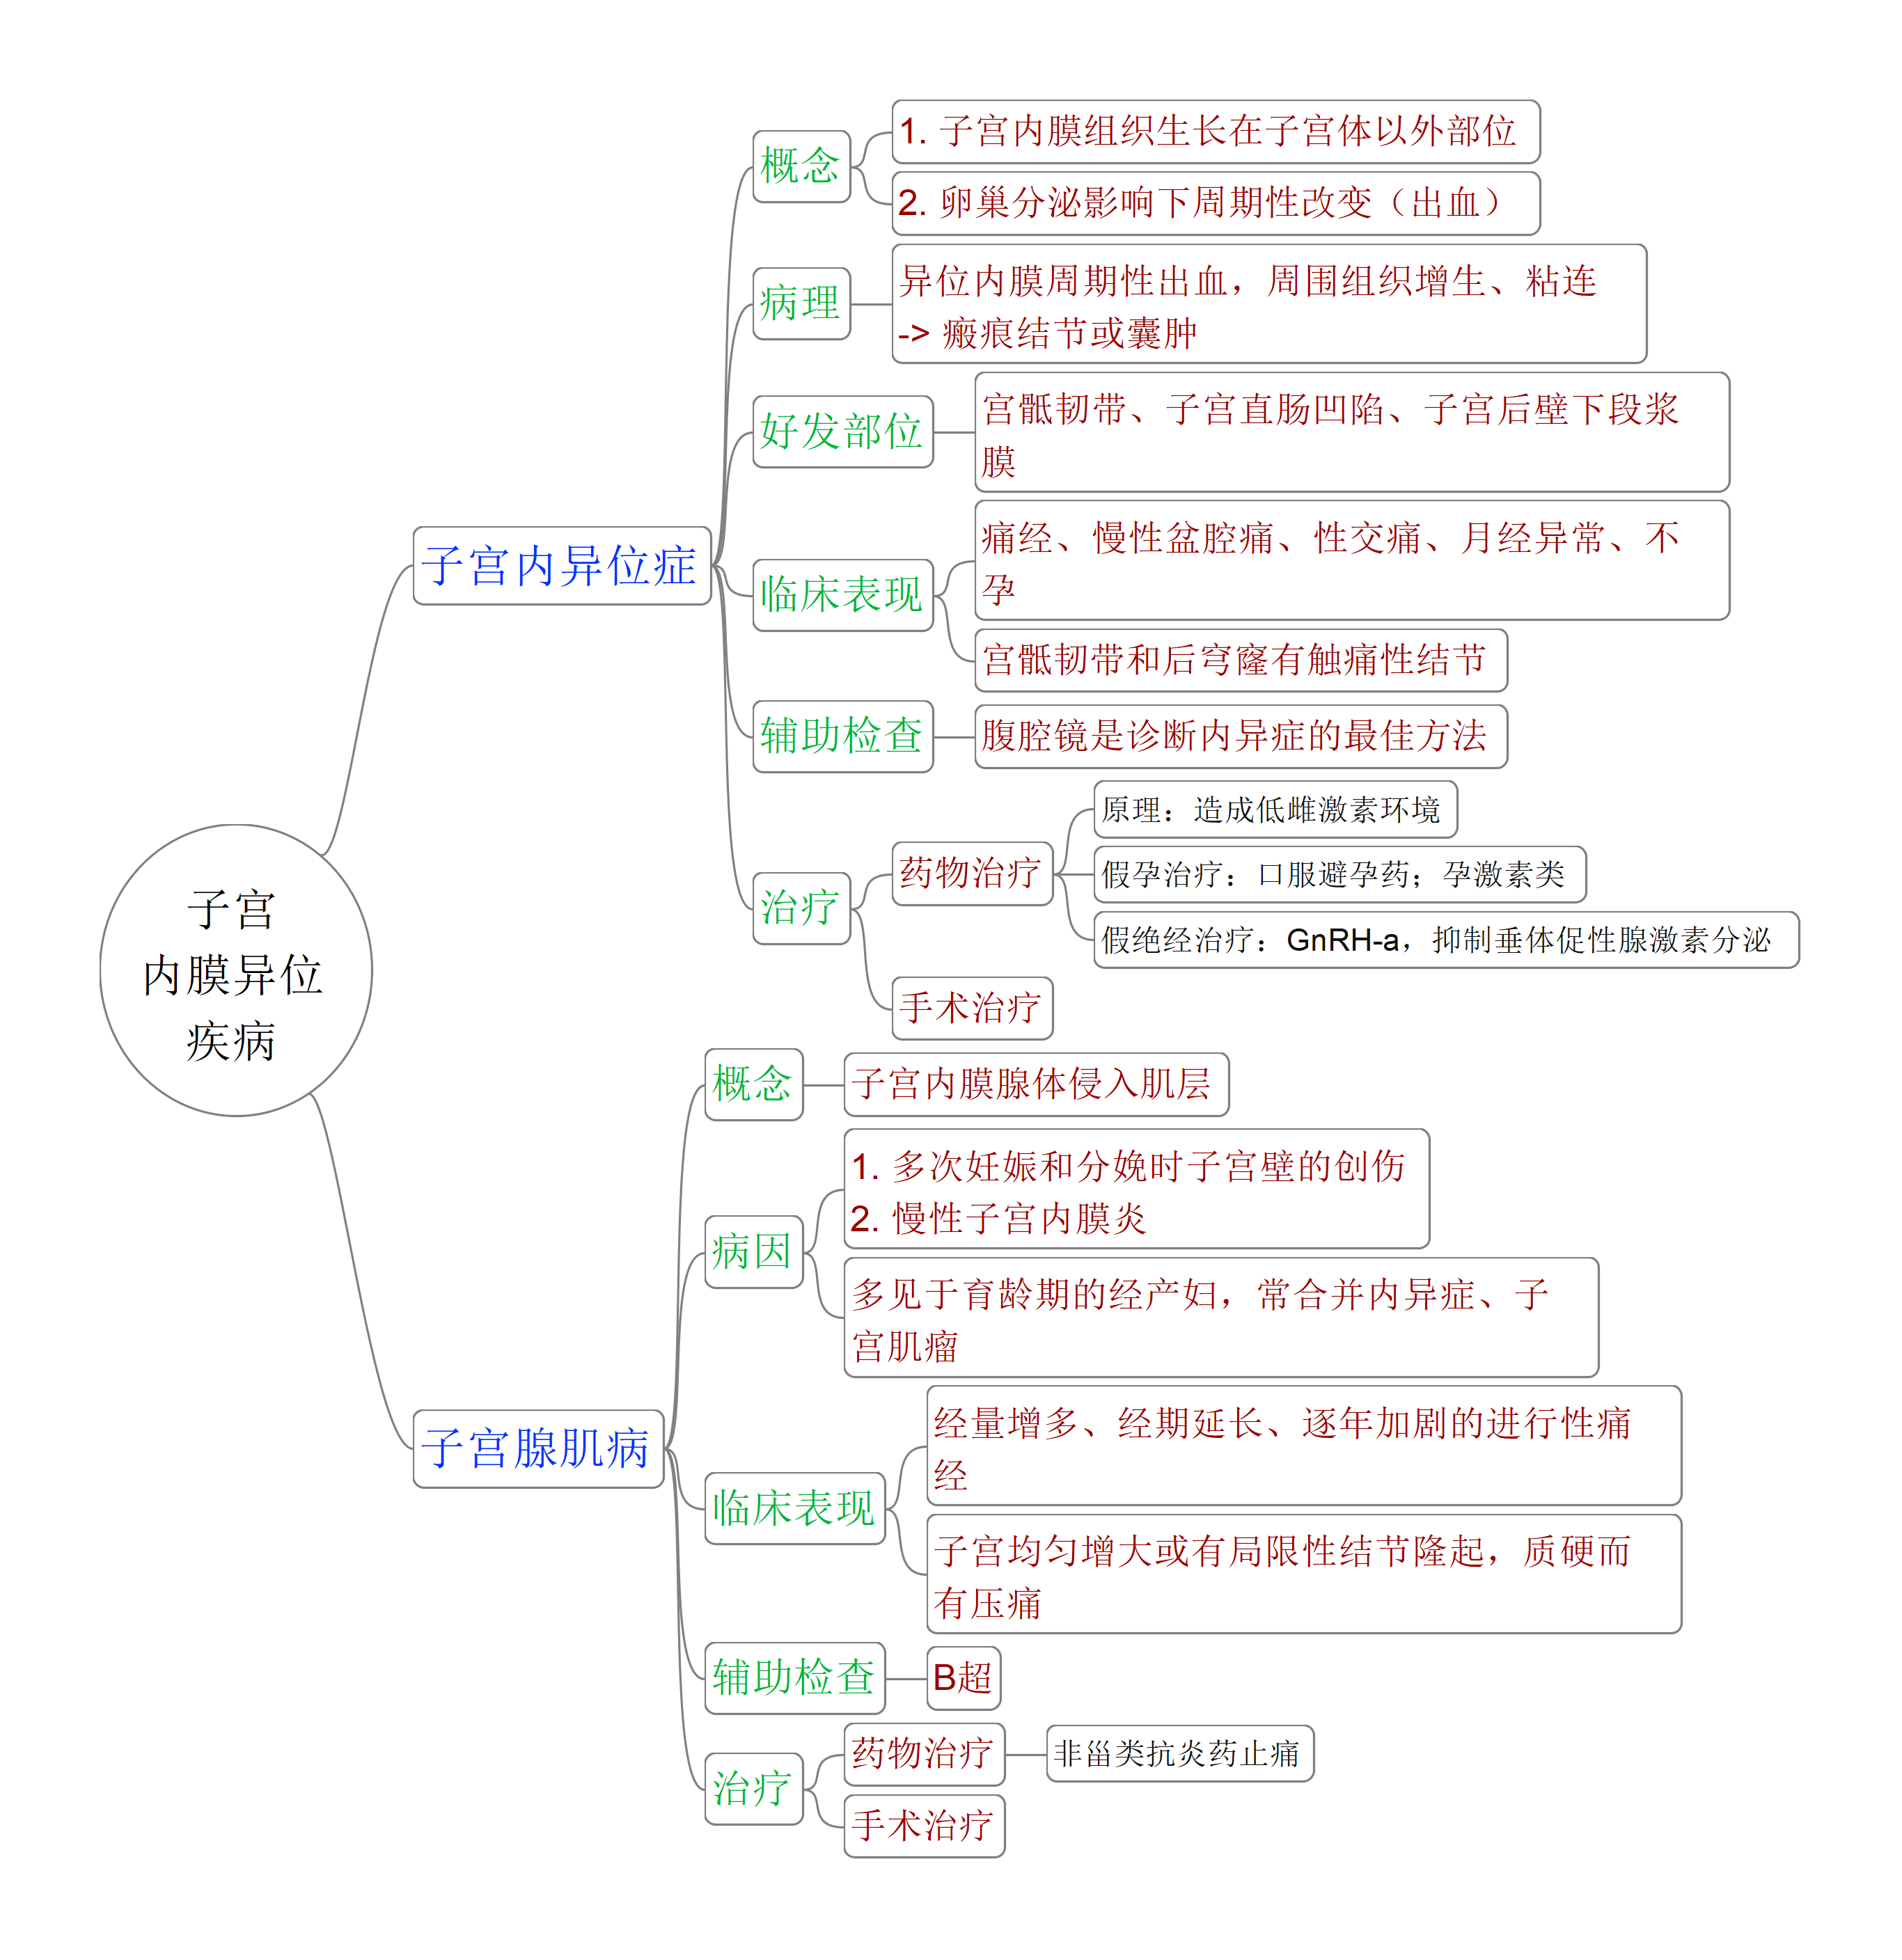 子宫
内膜异位
疾病
子宫内异位症
概念
1. 子宫内膜组织生长在子宫体以外部位
2. 卵巢分泌影响下周期性改变（出血）
病理
异位内膜周期性出血，周围组织增生、粘连
-> 瘢痕结节或囊肿
好发部位
宫骶韧带、子宫直肠凹陷、子宫后壁下段浆
膜
临床表现
痛经、慢性盆腔痛、性交痛、月经异常、不
孕
宫骶韧带和后穹窿有触痛性结节
辅助检查
腹腔镜是诊断内异症的最佳方法
治疗
药物治疗
原理：造成低雌激素环境
假孕治疗：口服避孕药；孕激素类
假绝经治疗：GnRH-a，抑制垂体促性腺激素分泌
手术治疗
子宫腺肌病
概念
子宫内膜腺体侵入肌层
病因
1. 多次妊娠和分娩时子宫壁的创伤
2. 慢性子宫内膜炎
多见于育龄期的经产妇，常合并内异症、子
宫肌瘤
临床表现
经量增多、经期延长、逐年加剧的进行性痛
经
子宫均匀增大或有局限性结节隆起，质硬而
有压痛
辅助检查
B超
治疗
药物治疗
非甾类抗炎药止痛
手术治疗